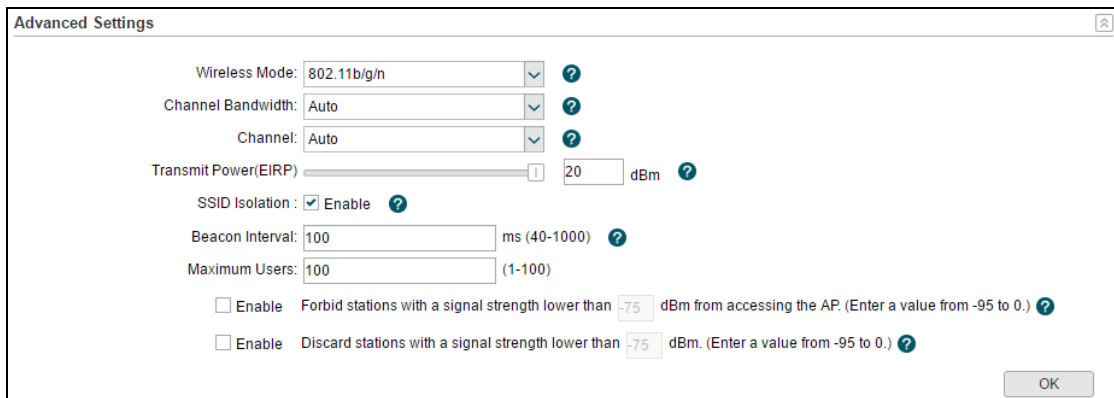 Advanced Settings
Wireless Mode: 802.11b/g/n ?
Channel Bandwidth: Auto ?
Channel: Auto ?
Transmit Power(EIRP) 20 dBm ?
SSID Isolation : Enable ?
Beacon Interval: 100 ms (40-1000) ?
Maximum Users: 100 (1-100)
Enable Forbid stations with a signal strength lower than -75 dBm from accessing the AP. (Enter a value from -95 to 0.) ?
Enable Discard stations with a signal strength lower than -75 dBm. (Enter a value from -95 to 0.) ?
OK